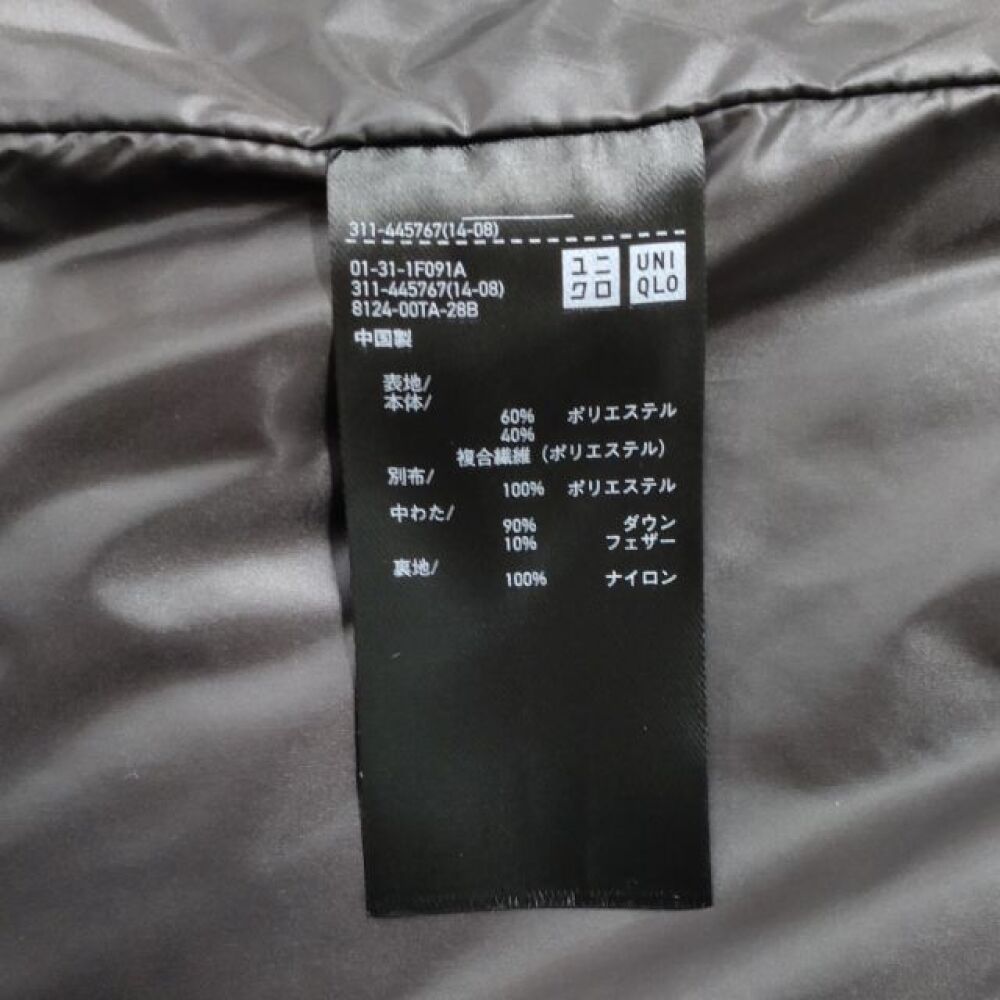 311-445767(14-08)
01-31-1F091A
311-445767(14-08)
8124-00TA-28B
ユニ
クロ
UNI
QLO
中国製
表地/
本体/
60% ポリエステル
40%
複合繊維（ポリエステル）
別布/
100% ポリエステル
中わた/
90% ダウン
10% フェザー
裏地/
100% ナイロン